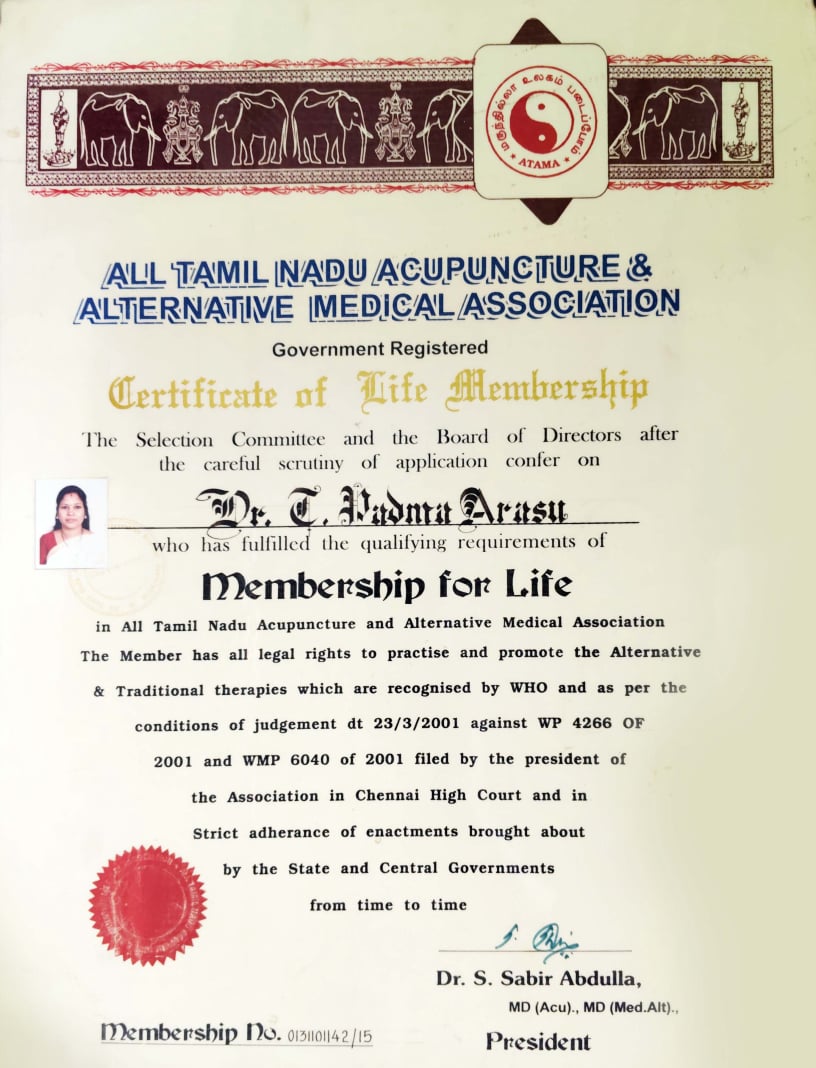 மருந்தில்லா உலகம் படைப்போம்
★ ATAMA ★
ALL TAMIL NADU ACUPUNCTURE &
ALTERNATIVE MEDICAL ASSOCIATION
Government Registered
Certificate of Life Membership
The Selection Committee and the Board of Directors after
the careful scrutiny of application confer on
Dr. T. Padma Arasu
who has fulfilled the qualifying requirements of
Membership for Life
in All Tamil Nadu Acupuncture and Alternative Medical Association
The Member has all legal rights to practise and promote the Alternative
& Traditional therapies which are recognised by WHO and as per the
conditions of judgement dt 23/3/2001 against WP 4266 OF
2001 and WMP 6040 of 2001 filed by the president of
the Association in Chennai High Court and in
Strict adherance of enactments brought about
by the State and Central Governments
from time to time
Dr. S. Sabir Abdulla,
MD (Acu)., MD (Med.Alt).,
President
Membership No. 0131101142/15